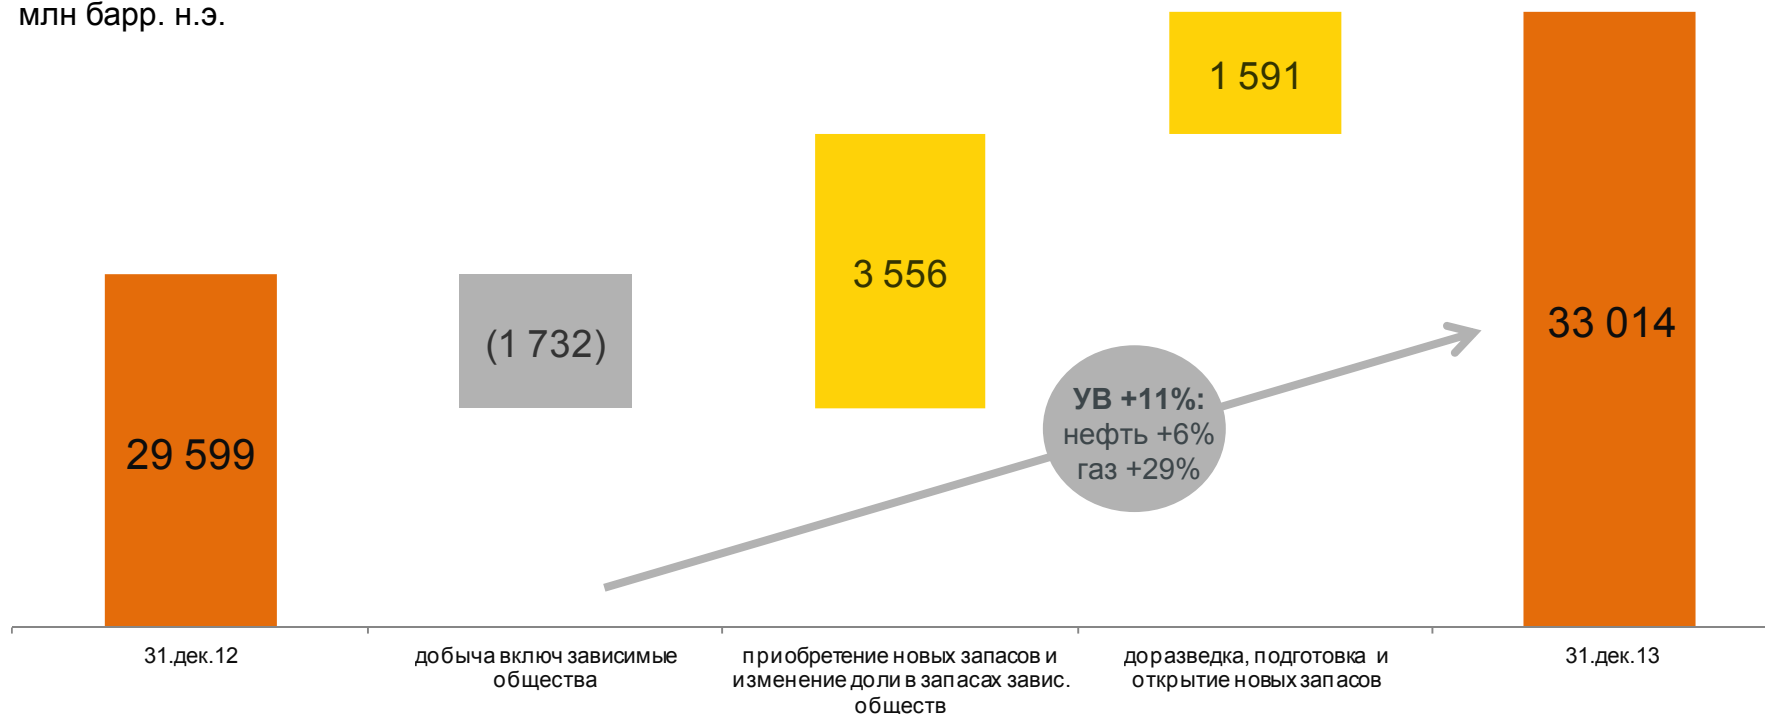 млн барр. н.э.
1 591
3 556
(1 732)
33 014
29 599
УВ +11%:
нефть +6%
газ +29%
31.дек.12
добыча включ зависимые
общества
приобретение новых запасов и
изменение доли в запасах завис.
обществ
доразведка, подготовка и
открытие новых запасов
31.дек.13